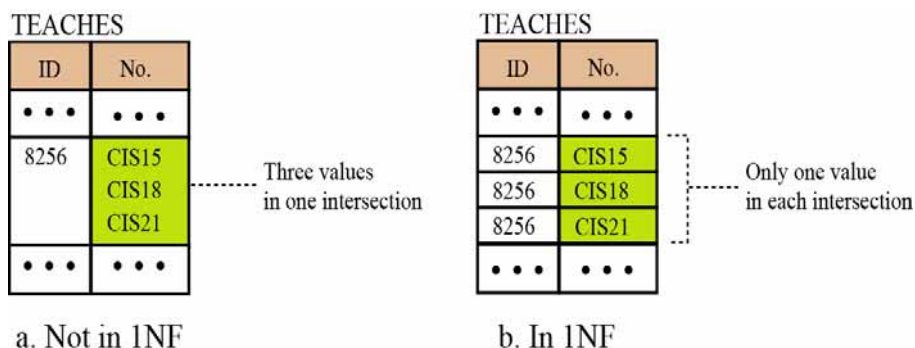 TEACHES
ID No.
• • • • • •
8256 CIS15
CIS18
CIS21
• • • • • •
Three values
in one intersection
a. Not in 1NF
TEACHES
ID No.
• • • • • •
8256 CIS15
8256 CIS18
8256 CIS21
• • • • • •
Only one value
in each intersection
b. In 1NF